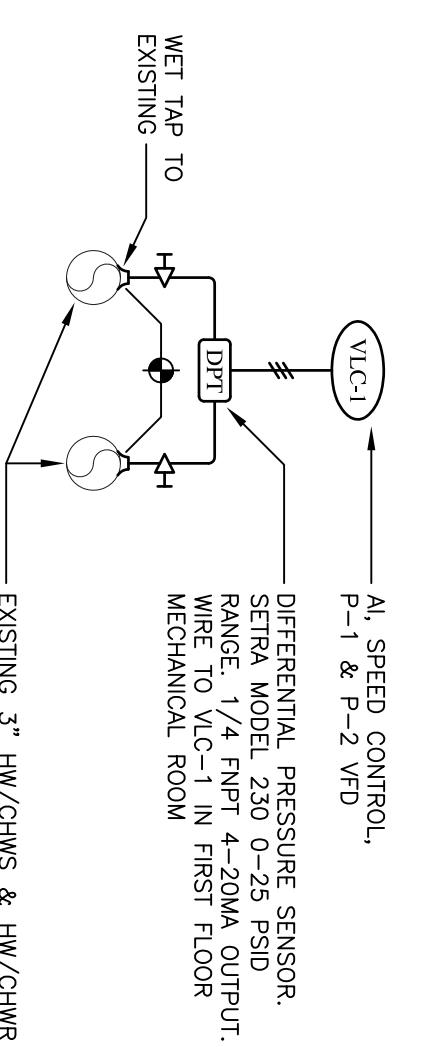 WET TAP TO
EXISTING
VLC-1
DPT
AI, SPEED CONTROL,
P-1 & P-2 VFD
DIFFERENTIAL PRESSURE SENSOR.
SETRA MODEL 230 0-25 PSID
RANGE. 1/4 FNPT 4-20MA OUTPUT.
WIRE TO VLC-1 IN FIRST FLOOR
MECHANICAL ROOM
EXISTING 3" HW/CHWS & HW/CHWR